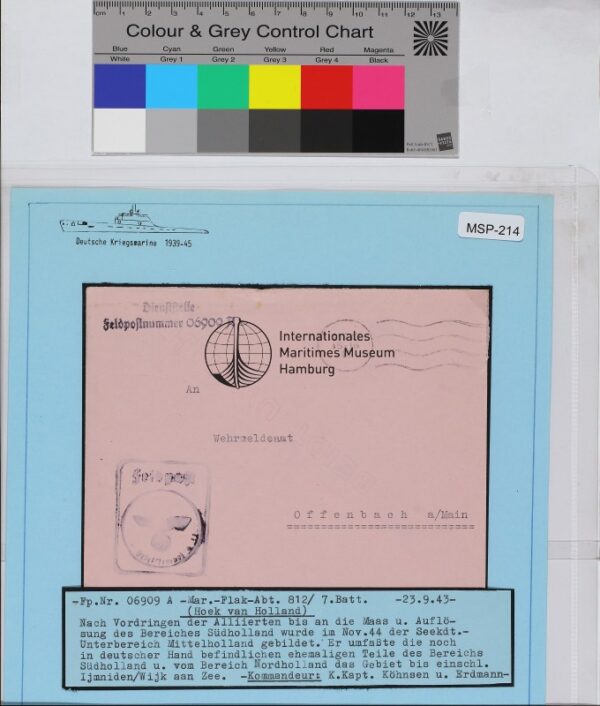 cm 1 2 3 4 5 6 7 8 9 10 11 12 13
Colour & Grey Control Chart
Blue Cyan Green Yellow Red Magenta
White Grey 1 Grey 2 Grey 3 Grey 4 Black
Deutsche Kriegsmarine 1939-45
MSP-214
Dienststelle
Feldpostnummer 06909
Internationales
Maritimes Museum
Hamburg
An
Wehrmeldeamt
Offenbach a/Main
Feldpost
-Fp.Nr. 06909 A -Mar.-Flak-Abt. 812/ 7.Batt. -23.9.43-
(Hoek van Holland)
Nach Vordringen der Alliierten bis an die Maas u. Auflö-
sung des Bereiches Südholland wurde im Nov.44 der Seekdt.-
Unterbereich Mittelholland gebildet. Er umfaßte die noch
in deutscher Hand befindlichen ehemaligen Teile des Bereichs
Südholland u. vom Bereich Nordholland das Gebiet bis einschl.
Ijmniden/Wijk aan Zee. -Kommandeur: K.Kapt. Köhnsen u. Erdmann-